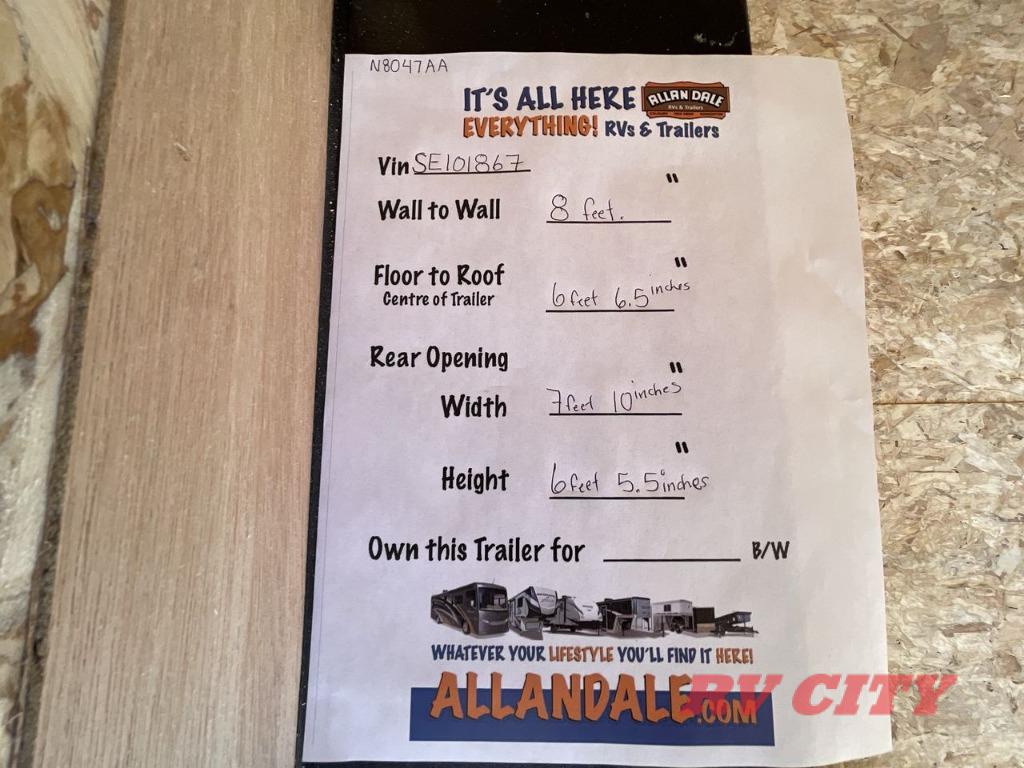 N8047AA
IT'S ALL HERE ALLAN DALE
RVs & Trailers
EVERYTHING! RVs & Trailers
Vin SE101867
"
Wall to Wall 8 feet.
"
Floor to Roof
Centre of Trailer 6 feet 6.5 inches
Rear Opening
"
Width 7 feet 10 inches
"
Height 6 feet 5.5 inches
Own this Trailer for B/W
WHATEVER YOUR LIFESTYLE YOU'LL FIND IT HERE!
ALLANDALE.COM
RV CITY